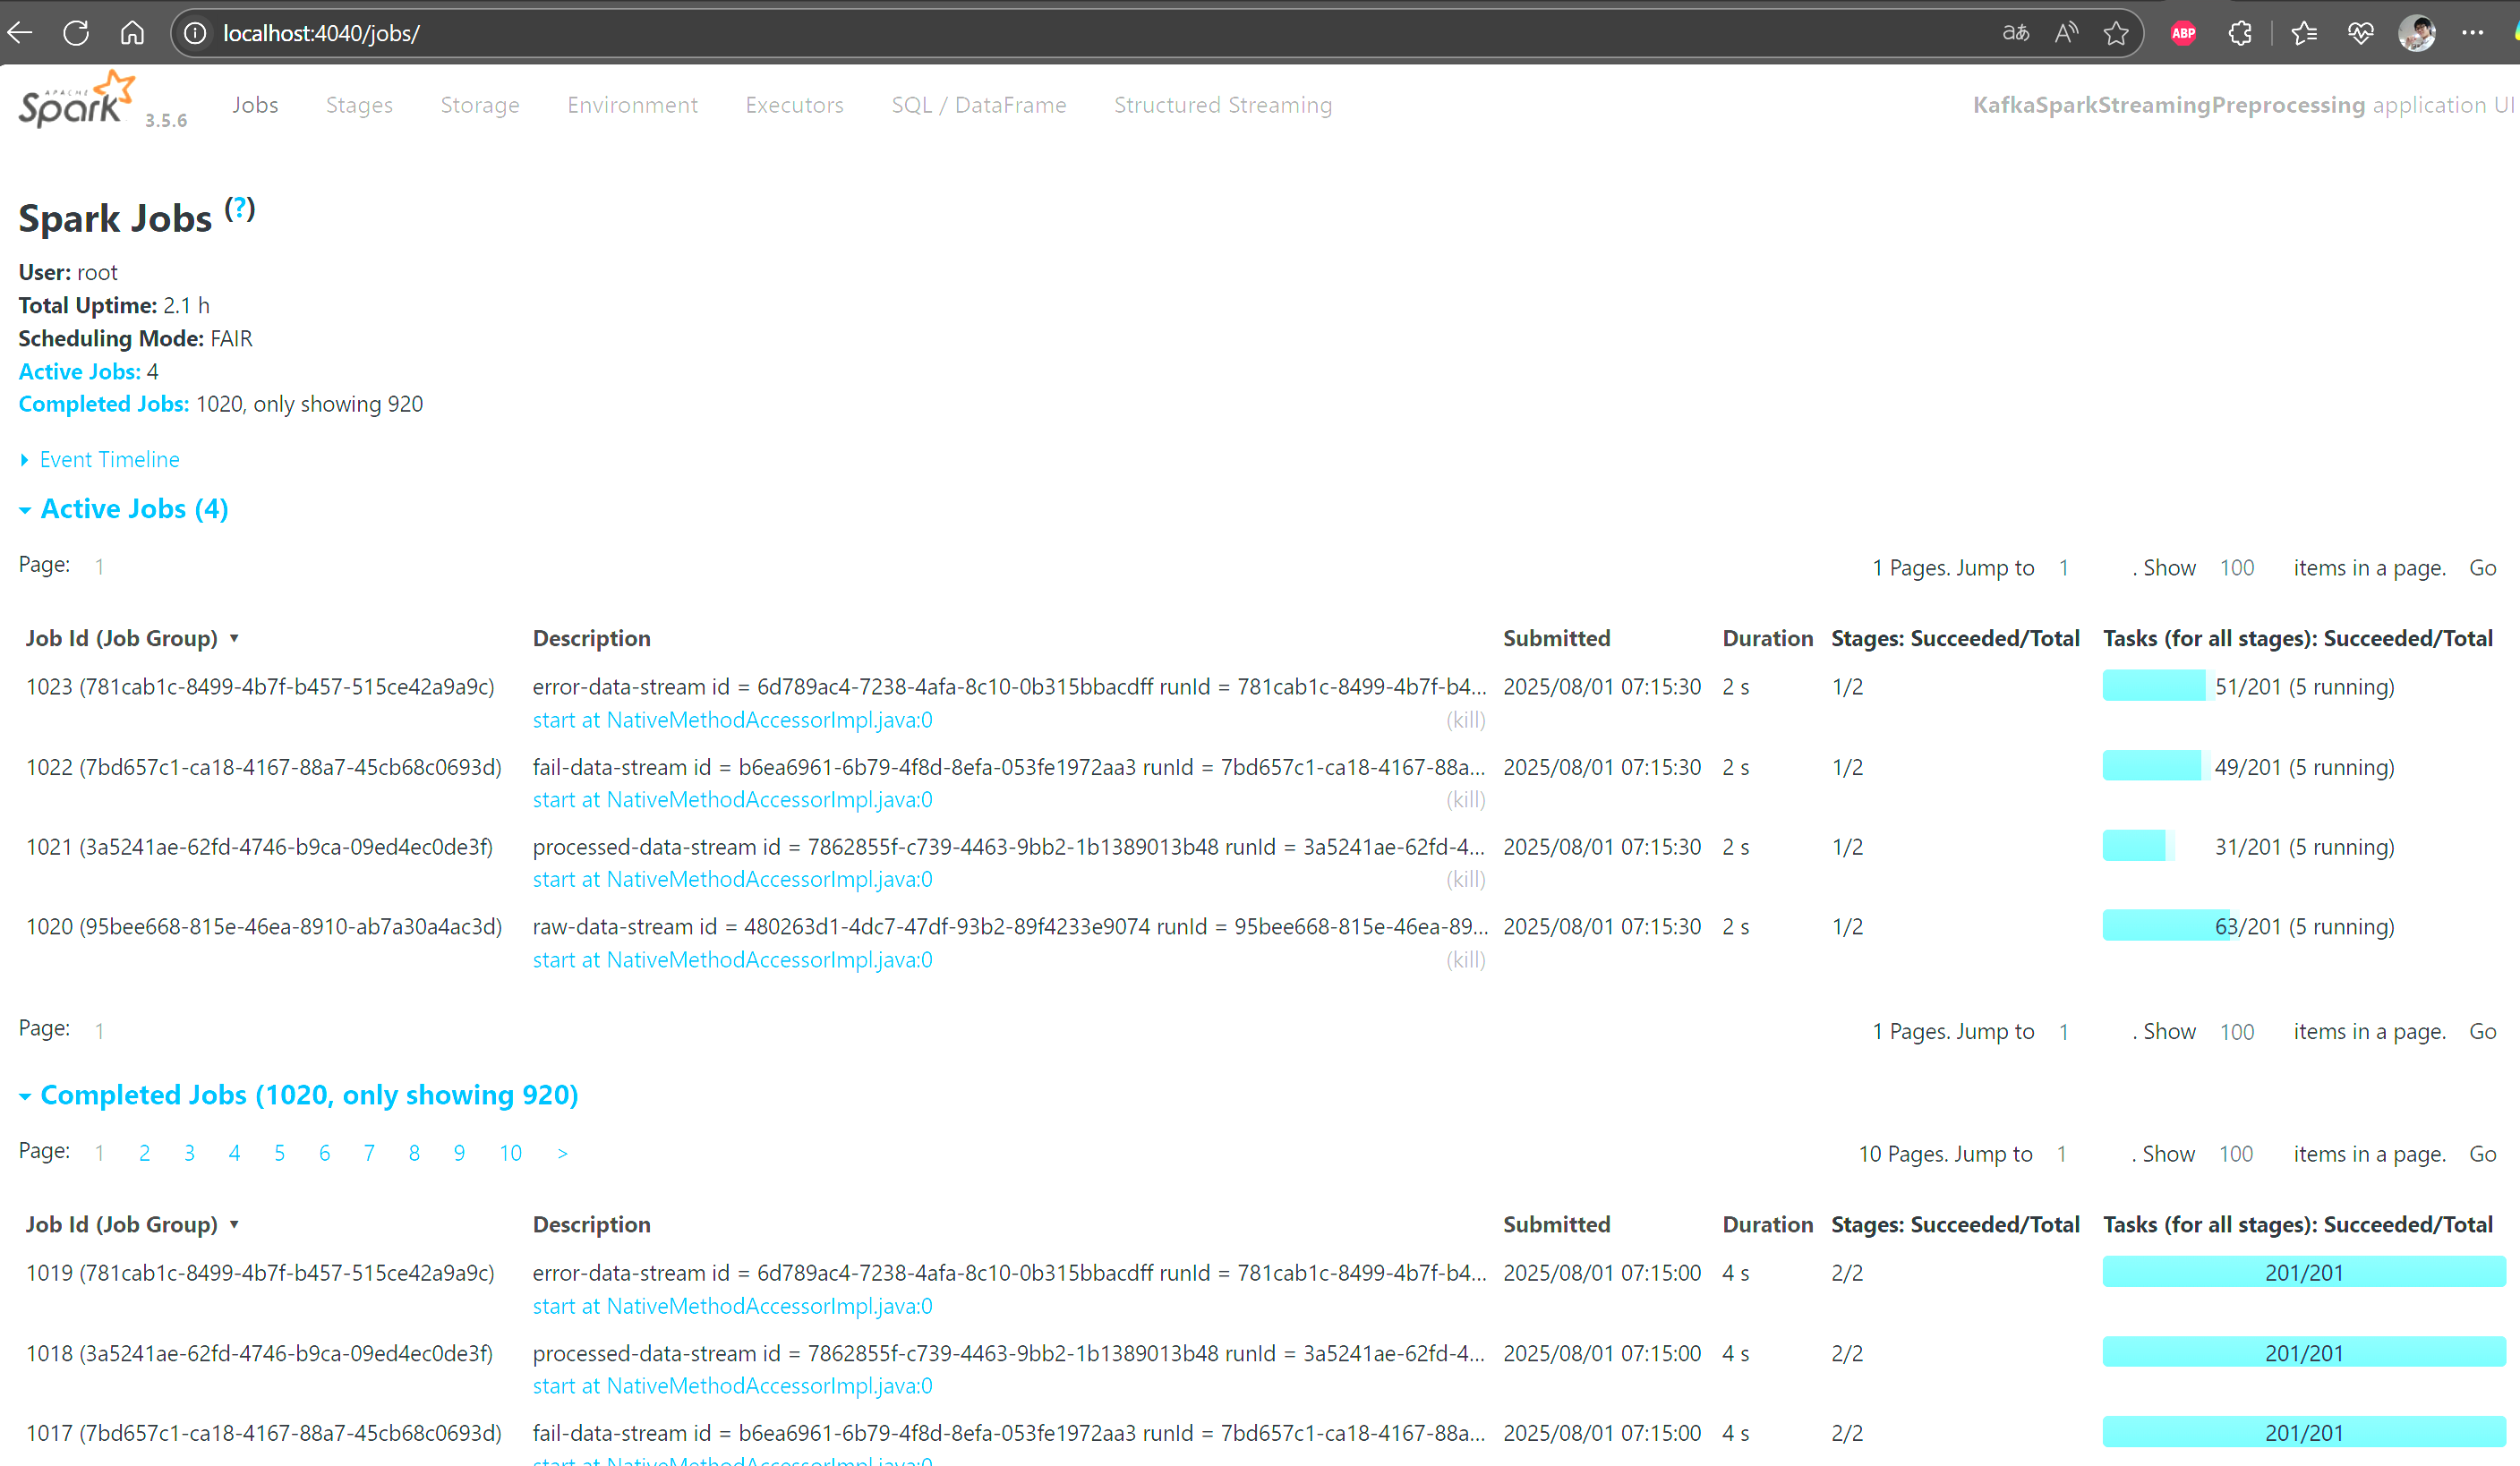 localhost:4040/jobs/
aあ
A
ABP
APACHE
Spark 3.5.6 Jobs Stages Storage Environment Executors SQL / DataFrame Structured Streaming KafkaSparkStreamingPreprocessing application UI
Spark Jobs (?)
User: root
Total Uptime: 2.1 h
Scheduling Mode: FAIR
Active Jobs: 4
Completed Jobs: 1020, only showing 920
Event Timeline
Active Jobs (4)
Page: 1 1 Pages. Jump to 1 . Show 100 items in a page. Go
Job Id (Job Group) ▾ Description Submitted Duration Stages: Succeeded/Total Tasks (for all stages): Succeeded/Total
1023 (781cab1c-8499-4b7f-b457-515ce42a9a9c) error-data-stream id = 6d789ac4-7238-4afa-8c10-0b315bbacdff runId = 781cab1c-8499-4b7f-b4... 2025/08/01 07:15:30 2 s 1/2 51/201 (5 running)
start at NativeMethodAccessorImpl.java:0 (kill)
1022 (7bd657c1-ca18-4167-88a7-45cb68c0693d) fail-data-stream id = b6ea6961-6b79-4f8d-8efa-053fe1972aa3 runId = 7bd657c1-ca18-4167-88a... 2025/08/01 07:15:30 2 s 1/2 49/201 (5 running)
start at NativeMethodAccessorImpl.java:0 (kill)
1021 (3a5241ae-62fd-4746-b9ca-09ed4ec0de3f) processed-data-stream id = 7862855f-c739-4463-9bb2-1b1389013b48 runId = 3a5241ae-62fd-4... 2025/08/01 07:15:30 2 s 1/2 31/201 (5 running)
start at NativeMethodAccessorImpl.java:0 (kill)
1020 (95bee668-815e-46ea-8910-ab7a30a4ac3d) raw-data-stream id = 480263d1-4dc7-47df-93b2-89f4233e9074 runId = 95bee668-815e-46ea-89... 2025/08/01 07:15:30 2 s 1/2 63/201 (5 running)
start at NativeMethodAccessorImpl.java:0 (kill)
Page: 1 1 Pages. Jump to 1 . Show 100 items in a page. Go
Completed Jobs (1020, only showing 920)
Page: 1 2 3 4 5 6 7 8 9 10 > 10 Pages. Jump to 1 . Show 100 items in a page. Go
Job Id (Job Group) ▾ Description Submitted Duration Stages: Succeeded/Total Tasks (for all stages): Succeeded/Total
1019 (781cab1c-8499-4b7f-b457-515ce42a9a9c) error-data-stream id = 6d789ac4-7238-4afa-8c10-0b315bbacdff runId = 781cab1c-8499-4b7f-b4... 2025/08/01 07:15:00 4 s 2/2 201/201
start at NativeMethodAccessorImpl.java:0
1018 (3a5241ae-62fd-4746-b9ca-09ed4ec0de3f) processed-data-stream id = 7862855f-c739-4463-9bb2-1b1389013b48 runId = 3a5241ae-62fd-4... 2025/08/01 07:15:00 4 s 2/2 201/201
start at NativeMethodAccessorImpl.java:0
1017 (7bd657c1-ca18-4167-88a7-45cb68c0693d) fail-data-stream id = b6ea6961-6b79-4f8d-8efa-053fe1972aa3 runId = 7bd657c1-ca18-4167-88a... 2025/08/01 07:15:00 4 s 2/2 201/201
start at NativeMethodAccessorImpl.java:0